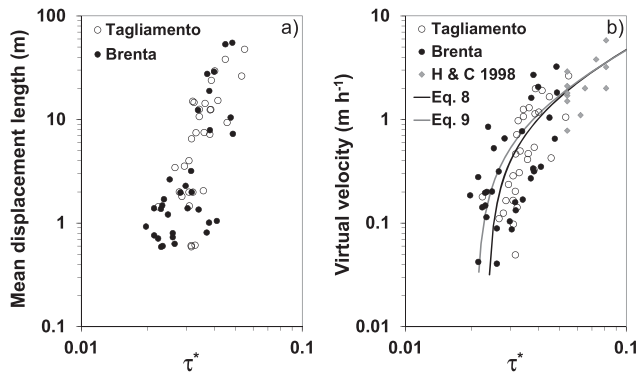 a)
Tagliamento
Brenta
Mean displacement length (m)
100
10
1
0.1
0.01
0.1
τ*
b)
Tagliamento
Brenta
H & C 1998
Eq. 8
Eq. 9
Virtual velocity (m h⁻¹)
10
1
0.1
0.01
0.01
0.1
τ*